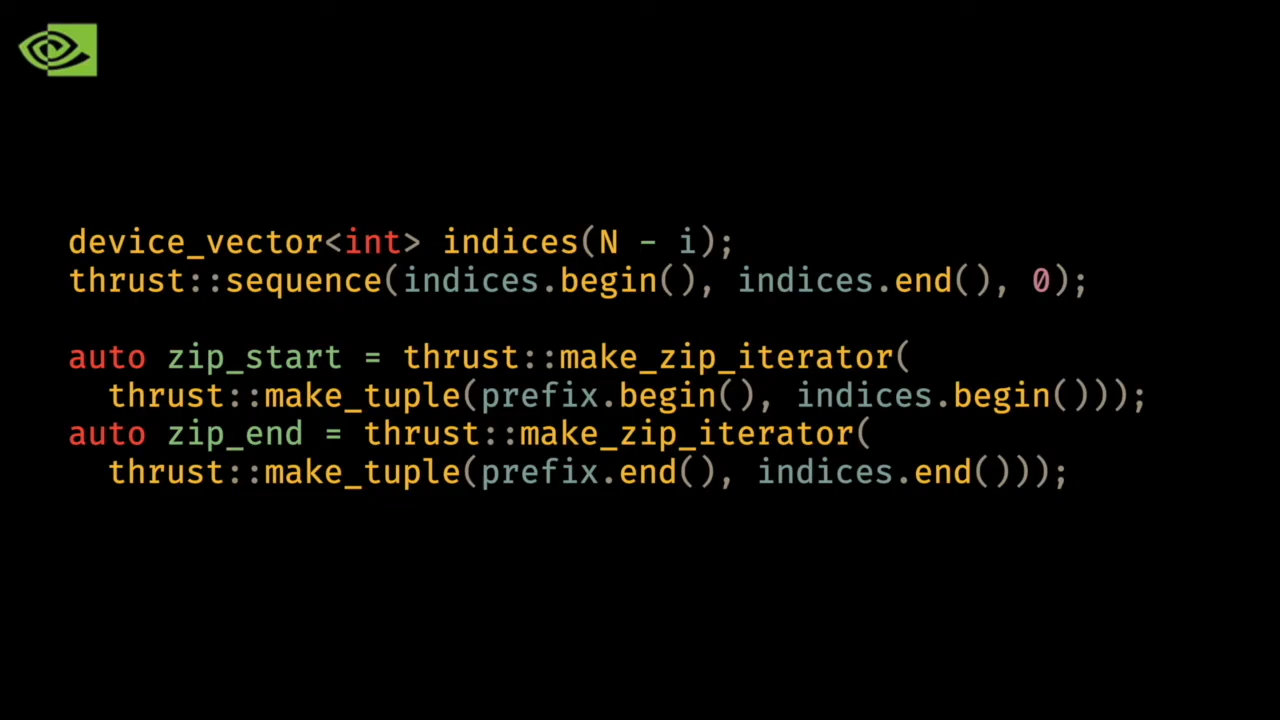 device_vector<int> indices(N - i);
thrust::sequence(indices.begin(), indices.end(), 0);
auto zip_start = thrust::make_zip_iterator(
thrust::make_tuple(prefix.begin(), indices.begin()));
auto zip_end = thrust::make_zip_iterator(
thrust::make_tuple(prefix.end(), indices.end()));